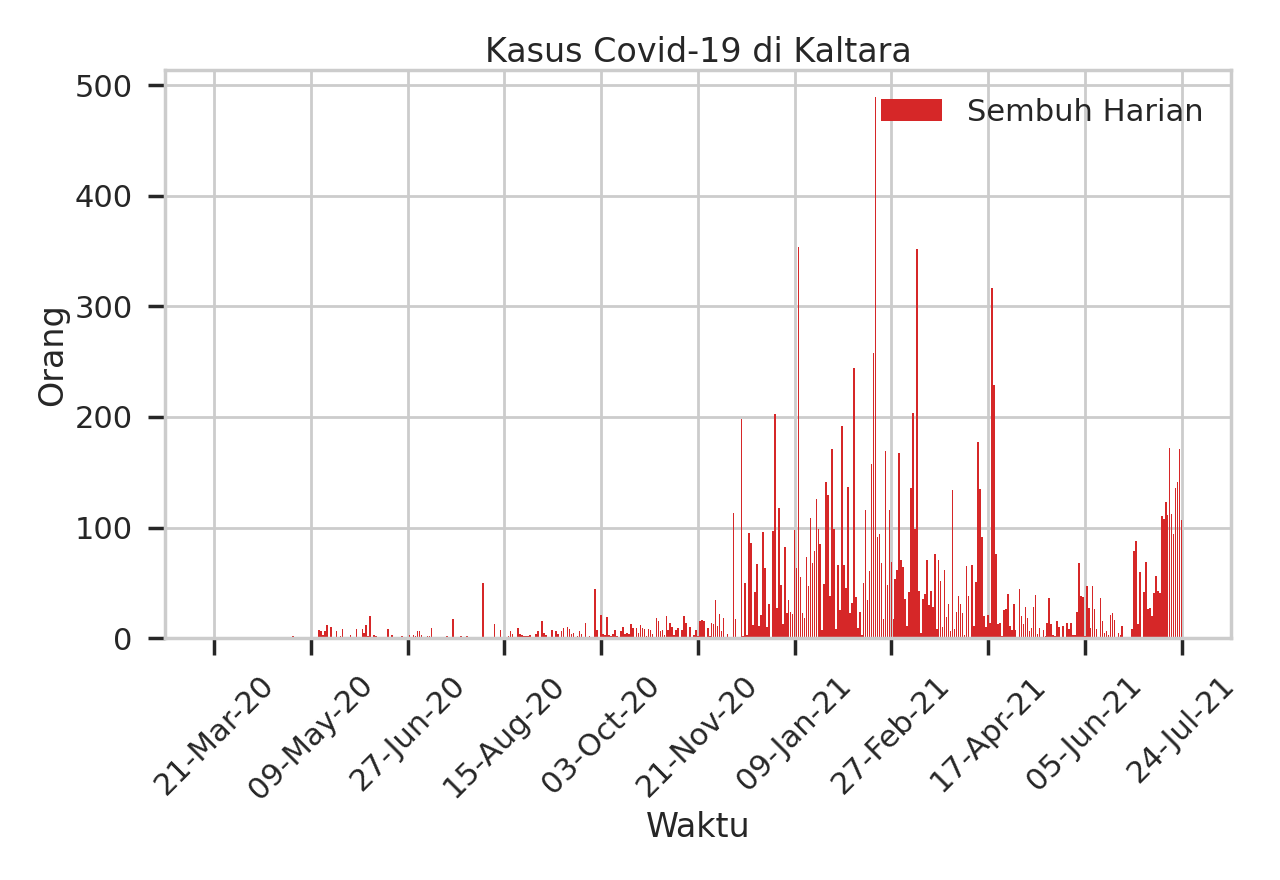 Kasus Covid-19 di Kaltara
Sembuh Harian
Orang
500
400
300
200
100
0
21-Mar-20
09-May-20
27-Jun-20
15-Aug-20
03-Oct-20
21-Nov-20
09-Jan-21
27-Feb-21
17-Apr-21
05-Jun-21
24-Jul-21
Waktu